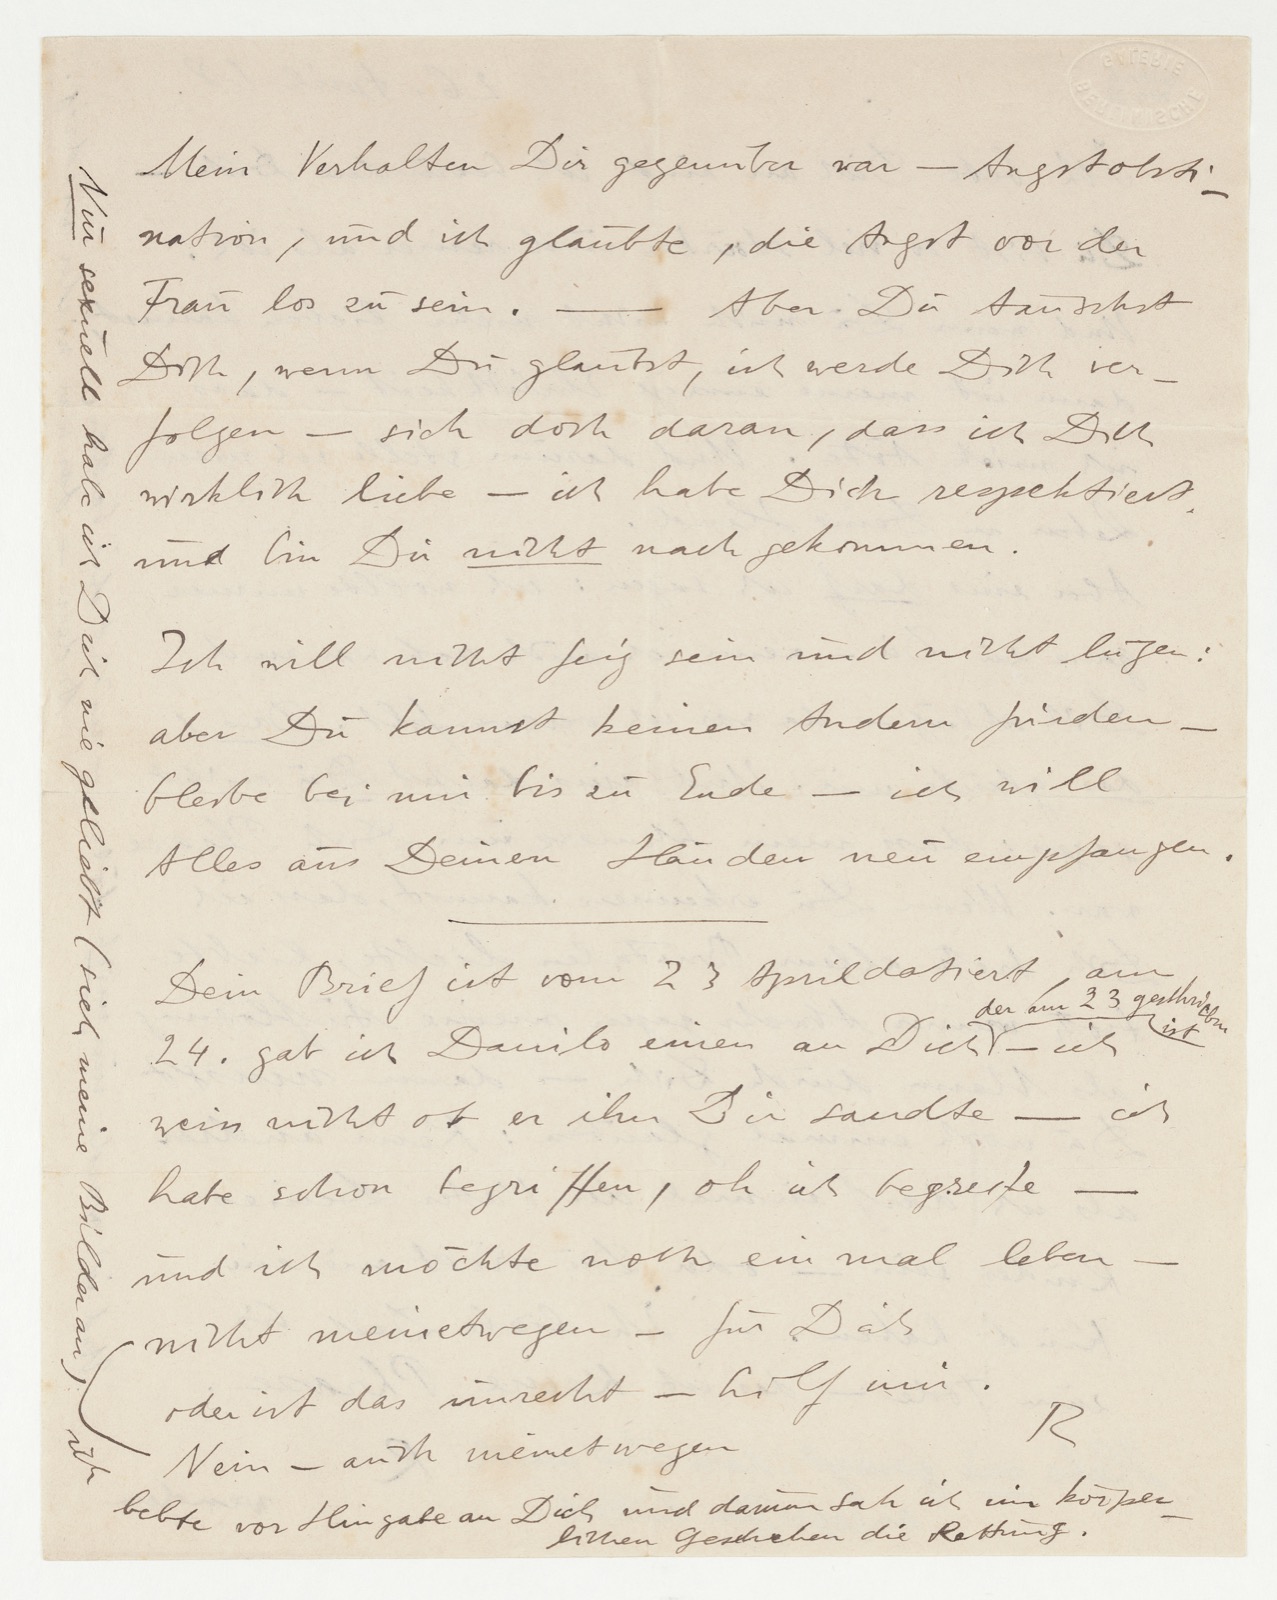 Mein Verhalten Dir gegenüber war — Angstobsti-
nation, und ich glaubte, die Angst vor der
Frau los zu sein. — Aber Du täuschst
Dich, wenn Du glaubst, ich werde Dich ver-
folgen — sieh doch daran, dass ich Dich
wirklich liebe — ich habe Dich respektiert,
und bin Dir nicht nachgekommen.
Ich will nicht feig sein und nicht lügen:
aber Du kannst keinen Andern finden —
bleibe bei mir bis zu Ende — ich will
Alles aus Deinen Händen neu empfangen.
Dein Brief ist vom 23 April datiert, am
24. gab ich Danilo einen an Dich — ich
der am 23 geschrieben
ist
weiss nicht ob er ihn Dir sandte — ich
habe schon begriffen, oh ich begreife —
und ich möchte noch ein mal leben —
nicht meinetwegen — für Dich
oder ist das unrecht — hilf mir.
R
Nein — auch meinetwegen
Nur sexuell habe ich Dich nie geliebt (sieh meine Bilder an), ich
bebte vor Hingabe an Dich und darum sah ich im körper-
lichen Geschehen die Rettung.